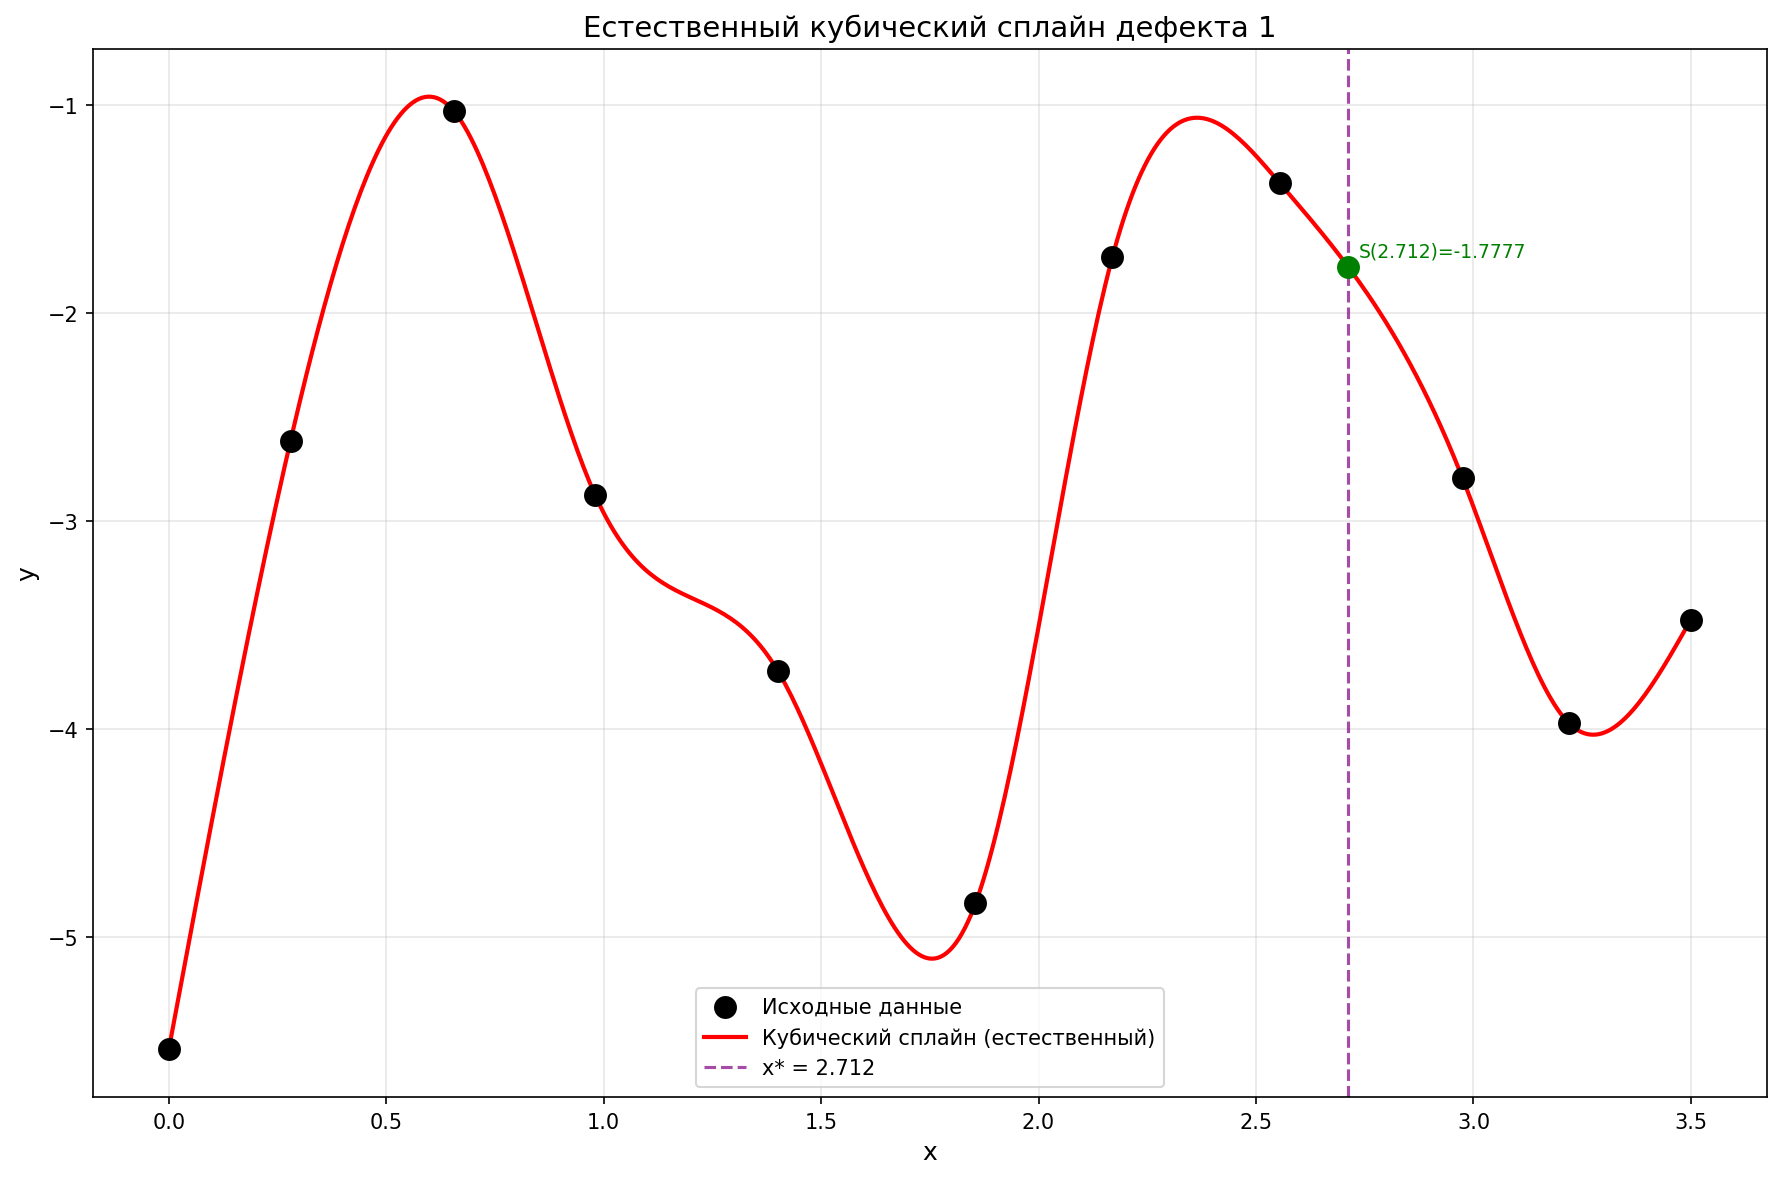 Естественный кубический сплайн дефекта 1
−1
−2
−3
−4
−5
y
S(2.712)=-1.7777
Исходные данные
Кубический сплайн (естественный)
x* = 2.712
0.0 0.5 1.0 1.5 2.0 2.5 3.0 3.5
x